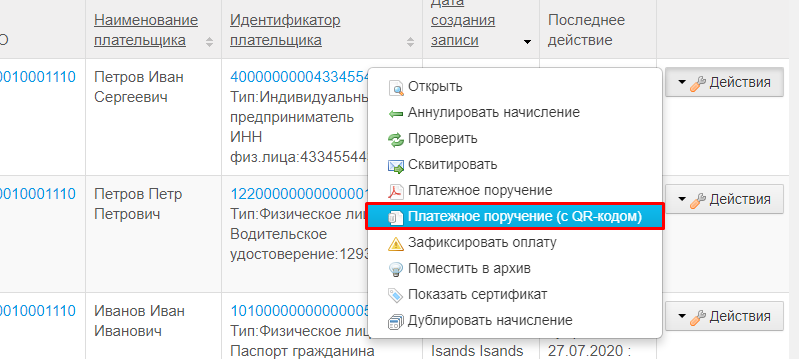 О
Наименование
плательщика
Идентификатор
плательщика
Дата
создания
записи
Последнее
действие
0010001110
Петров Иван
Сергеевич
40000000004334554
Тип:Индивидуальны
предприниматель
ИНН
физ.лица:43345544
Действия
Открыть
Аннулировать начисление
Проверить
Сквитировать
Платежное поручение
Платежное поручение (с QR-кодом)
Зафиксировать оплату
Поместить в архив
Показать сертификат
Дублировать начисление
0010001110
Петров Петр
Петрович
12200000000000001
Тип:Физическое лиц
Водительское
удостоверение:1293
Действия
0010001110
Иванов Иван
Иванович
10100000000000005
Тип:Физическое лиц
Паспорт гражданина
Isands Isands
27.07.2020 :
Действия